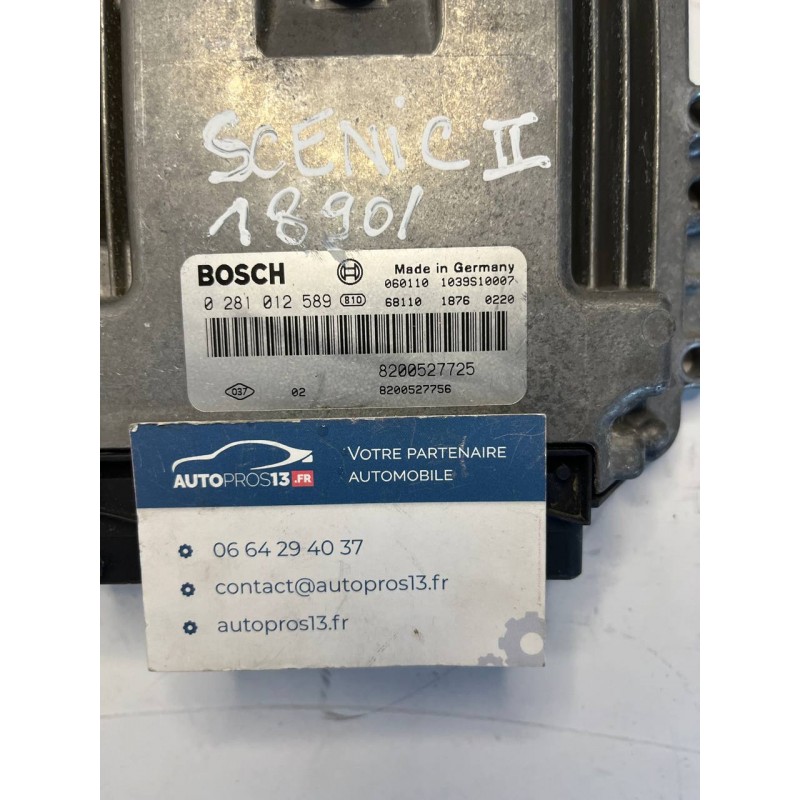 SCENIC II
18901
BOSCH
Made in Germany
060110 1039S10007
0 281 012 589 B10
68110 1876 0220
8200527725
037 02 8200527756
VOTRE PARTENAIRE
AUTOMOBILE
AUTOPROS13.FR
06 64 29 40 37
contact@autopros13.fr
autopros13.fr